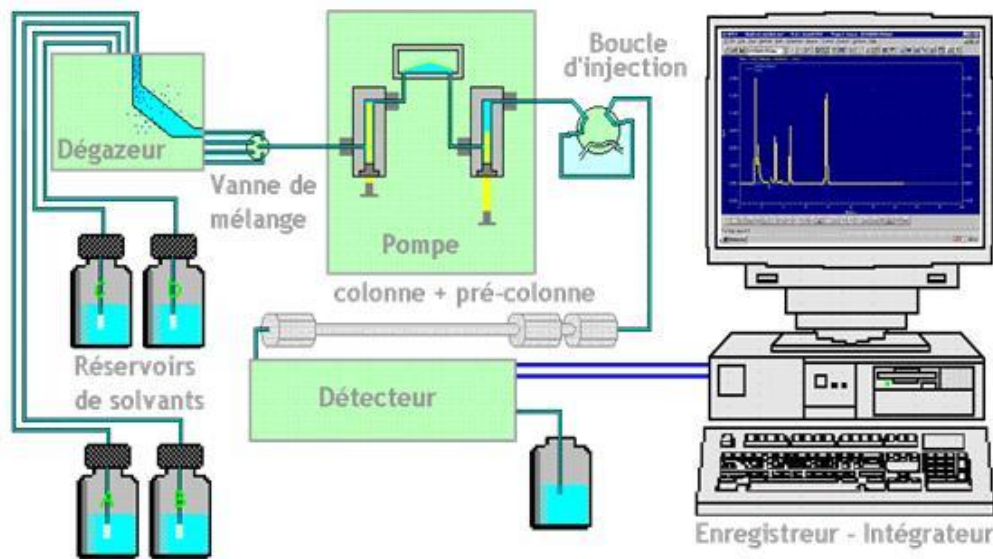 Boucle
d'injection
Dégazeur
Vanne de
mélange
Pompe
colonne + pré-colonne
C
D
Réservoirs
de solvants
Détecteur
A
B
Enregistreur - Intégrateur